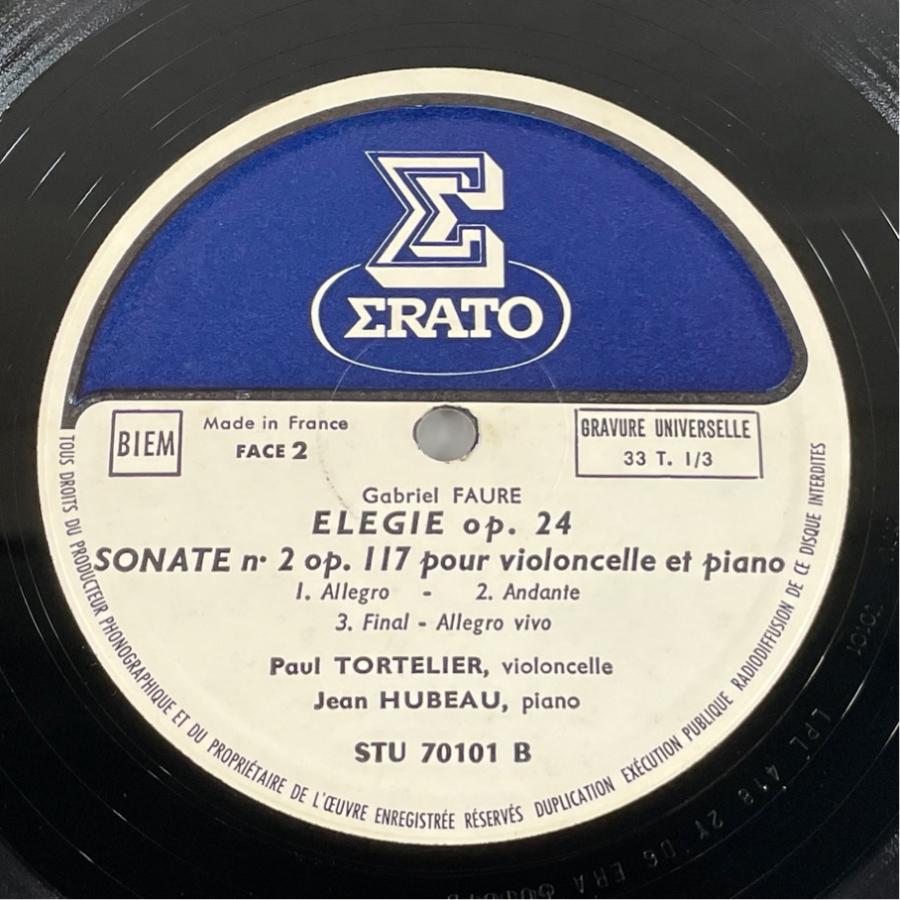 Σ
ΣRATO
BIEM
Made in France
FACE 2
GRAVURE UNIVERSELLE
33 T. 1/3
Gabriel FAURE
ELEGIE op. 24
SONATE n· 2 op. 117 pour violoncelle et piano
1. Allegro - 2. Andante
3. Final - Allegro vivo
Paul TORTELIER, violoncelle
Jean HUBEAU, piano
STU 70101 B
TOUS DROITS DU PRODUCTEUR PHONOGRAPHIQUE ET DU PROPRIÉTAIRE DE L'ŒUVRE ENREGISTRÉE RÉSERVÉS DUPLICATION EXÉCUTION PUBLIQUE RADIODIFFUSION DE CE DISQUE INTERDITES